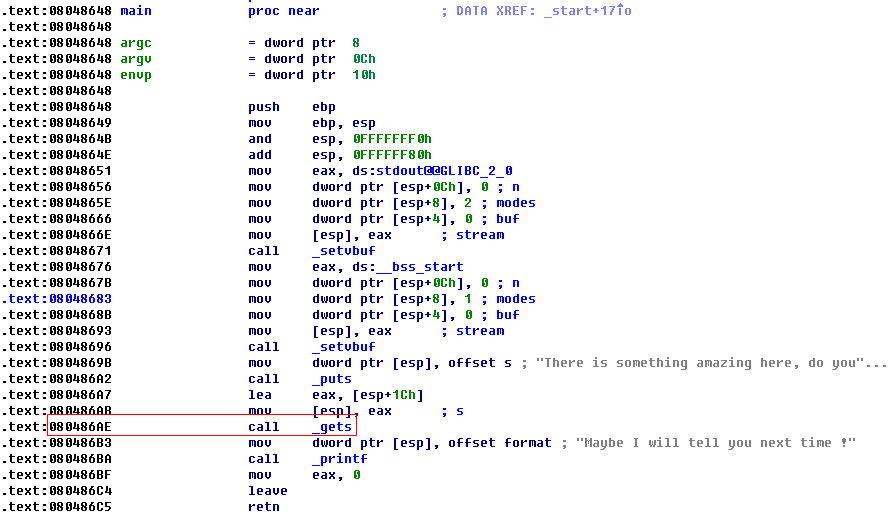 .text:08048648 main proc near ; DATA XREF: _start+17↑o
.text:08048648
.text:08048648 argc = dword ptr 8
.text:08048648 argv = dword ptr 0Ch
.text:08048648 envp = dword ptr 10h
.text:08048648
.text:08048648 push ebp
.text:08048649 mov ebp, esp
.text:0804864B and esp, 0FFFFFFF0h
.text:0804864E add esp, 0FFFFFF80h
.text:08048651 mov eax, ds:stdout@@GLIBC_2_0
.text:08048656 mov dword ptr [esp+0Ch], 0 ; n
.text:0804865E mov dword ptr [esp+8], 2 ; modes
.text:08048666 mov dword ptr [esp+4], 0 ; buf
.text:0804866E mov [esp], eax ; stream
.text:08048671 call _setvbuf
.text:08048676 mov eax, ds:__bss_start
.text:0804867B mov dword ptr [esp+0Ch], 0 ; n
.text:08048683 mov dword ptr [esp+8], 1 ; modes
.text:0804868B mov dword ptr [esp+4], 0 ; buf
.text:08048693 mov [esp], eax ; stream
.text:08048696 call _setvbuf
.text:0804869B mov dword ptr [esp], offset s ; "There is something amazing here, do you"...
.text:080486A2 call _puts
.text:080486A7 lea eax, [esp+1Ch]
.text:080486AB mov [esp], eax ; s
.text:080486AE call _gets
.text:080486B3 mov dword ptr [esp], offset format ; "Maybe I will tell you next time !"
.text:080486BA call _printf
.text:080486BF mov eax, 0
.text:080486C4 leave
.text:080486C5 retn